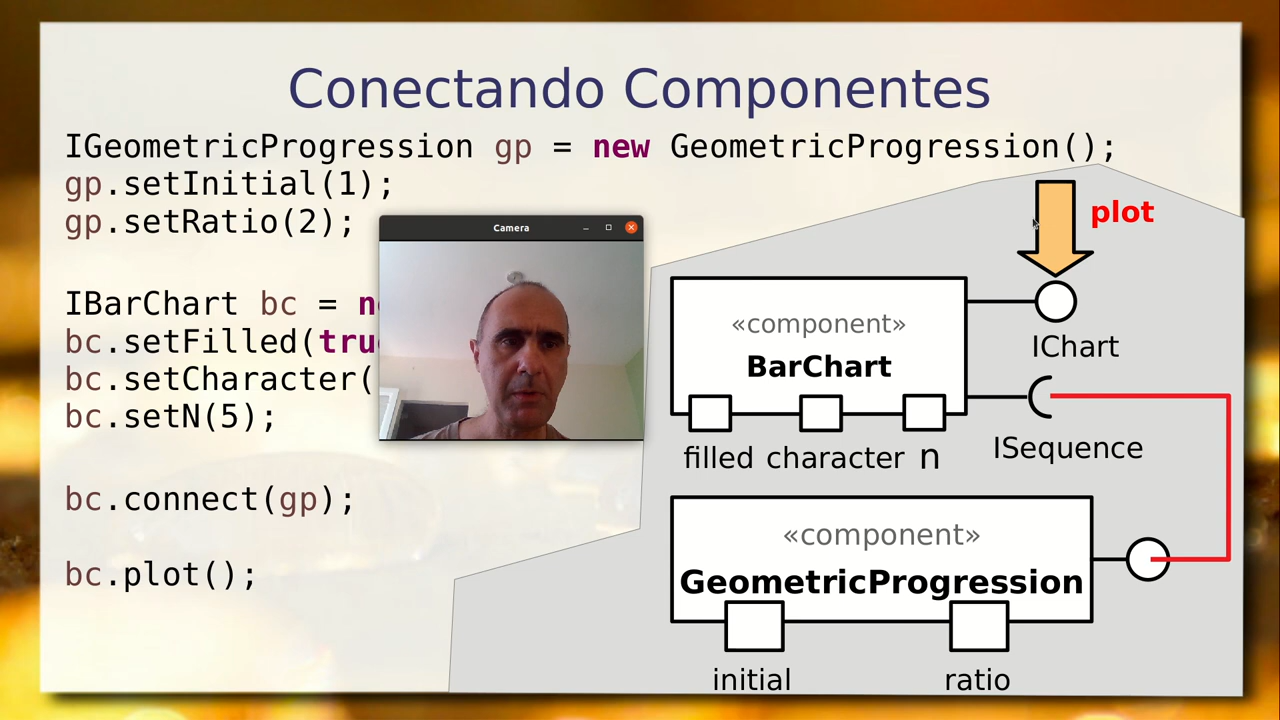 Conectando Componentes
IGeometricProgression gp = new GeometricProgression();
gp.setInitial(1);
gp.setRatio(2);
plot
Camera
IBarChart bc =
bc.setFilled(
bc.setCharacter(
bc.setN(5);
«component»
BarChart
IChart
filled character n
ISequence
bc.connect(gp);
bc.plot();
«component»
GeometricProgression
initial
ratio